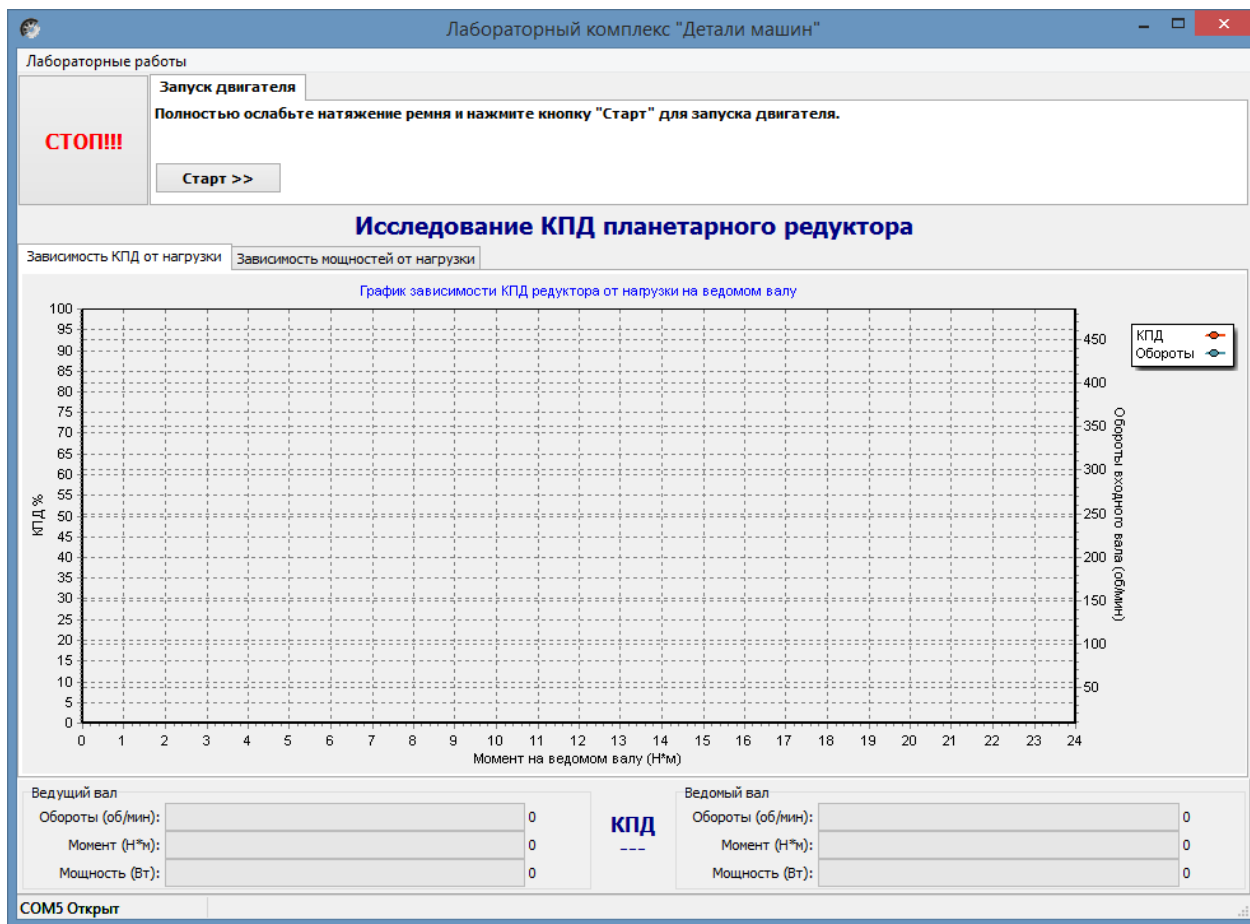 Лабораторный комплекс "Детали машин"
Лабораторные работы
СТОП!!!
Запуск двигателя
Полностью ослабьте натяжение ремня и нажмите кнопку "Старт" для запуска двигателя.
Старт >>
Исследование КПД планетарного редуктора
Зависимость КПД от нагрузки
Зависимость мощностей от нагрузки
График зависимости КПД редуктора от нагрузки на ведомом валу
КПД %
100
95
90
85
80
75
70
65
60
55
50
45
40
35
30
25
20
15
10
5
0
0 1 2 3 4 5 6 7 8 9 10 11 12 13 14 15 16 17 18 19 20 21 22 23 24
Момент на ведомом валу (Н*м)
450
400
350
300
250
200
150
100
50
Обороты входного вала (об/мин)
КПД
Обороты
Ведущий вал
Обороты (об/мин): 0
Момент (Н*м): 0
Мощность (Вт): 0
КПД
---
Ведомый вал
Обороты (об/мин): 0
Момент (Н*м): 0
Мощность (Вт): 0
COM5 Открыт